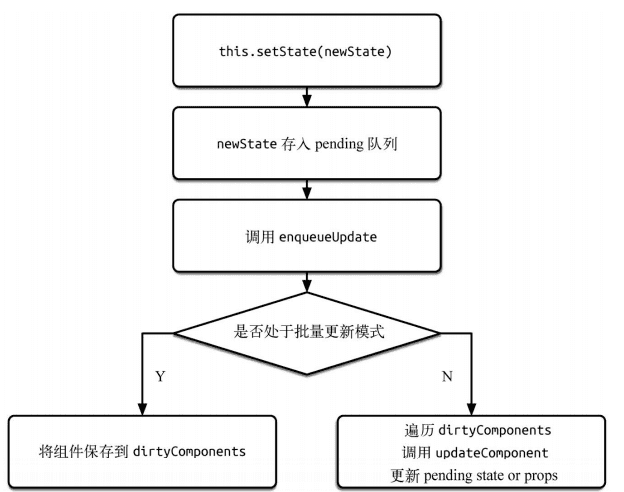 this.setState(newState)
newState 存入 pending 队列
调用 enqueueUpdate
是否处于批量更新模式
Y
N
将组件保存到 dirtyComponents
遍历 dirtyComponents
调用 updateComponent
更新 pending state or props